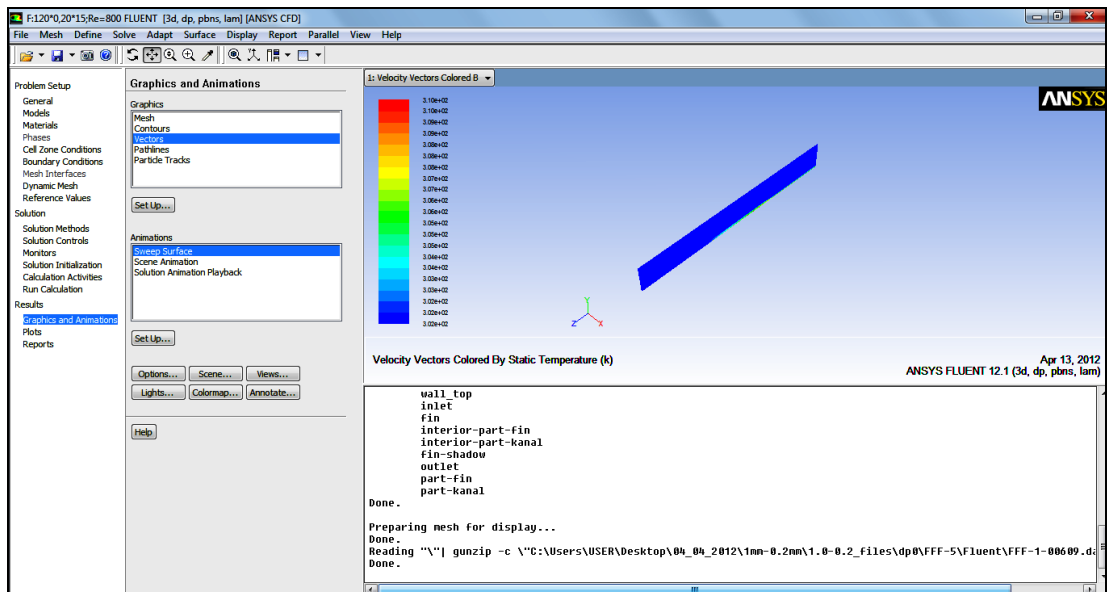 F:120*0,20*15;Re=800 FLUENT [3d, dp, pbns, lam] [ANSYS CFD]
File Mesh Define Solve Adapt Surface Display Report Parallel View Help
Problem Setup
General
Models
Materials
Phases
Cell Zone Conditions
Boundary Conditions
Mesh Interfaces
Dynamic Mesh
Reference Values
Solution
Solution Methods
Solution Controls
Monitors
Solution Initialization
Calculation Activities
Run Calculation
Results
Graphics and Animations
Plots
Reports
Graphics and Animations
Graphics
Mesh
Contours
Vectors
Pathlines
Particle Tracks
Set Up...
Animations
Sweep Surface
Scene Animation
Solution Animation Playback
Set Up...
Options... Scene... Views...
Lights... Colormap... Annotate...
Help
1: Velocity Vectors Colored B
ANSYS
3.10e+02
3.10e+02
3.09e+02
3.09e+02
3.08e+02
3.08e+02
3.08e+02
3.07e+02
3.07e+02
3.06e+02
3.06e+02
3.05e+02
3.05e+02
3.05e+02
3.04e+02
3.04e+02
3.03e+02
3.03e+02
3.02e+02
3.02e+02
3.02e+02
Y
Z X
Velocity Vectors Colored By Static Temperature (k)
Apr 13, 2012
ANSYS FLUENT 12.1 (3d, dp, pbns, lam)
wall_top
inlet
fin
interior-part-fin
interior-part-kanal
fin-shadow
outlet
part-fin
part-kanal
Done.
Preparing mesh for display...
Done.
Reading "\"| gunzip -c \"C:\Users\USER\Desktop\04_04_2012\1mm-0.2mm\1.0-0.2_files\dp0\FFF-5\Fluent\FFF-1-00609.da
Done.